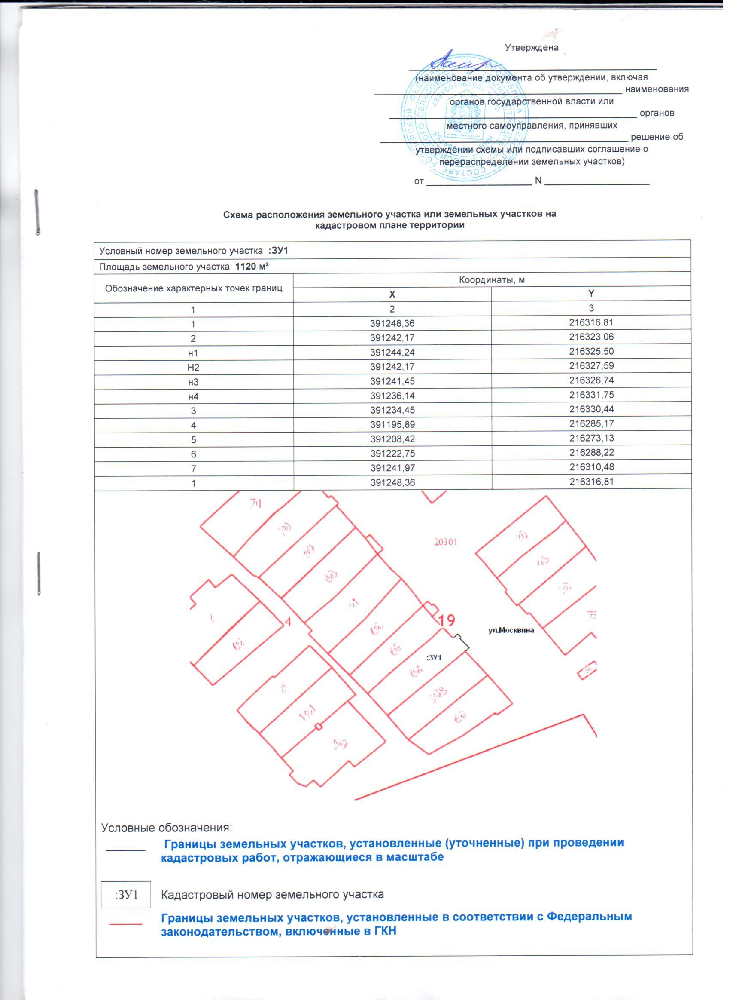 Утверждена
(наименование документа об утверждении, включая
наименования
органов государственной власти или
органов
местного самоуправления, принявших
решение об
утверждении схемы или подписавших соглашение о
перераспределении земельных участков)
от N
Схема расположения земельного участка или земельных участков на
кадастровом плане территории
Условный номер земельного участка :ЗУ1
Площадь земельного участка 1120 м²
Обозначение характерных точек границ Координаты, м
X Y
1 2 3
1 391248,36 216316,81
2 391242,17 216323,06
н1 391244,24 216325,50
Н2 391242,17 216327,59
н3 391241,45 216326,74
н4 391236,14 216331,75
3 391234,45 216330,44
4 391195,89 216285,17
5 391208,42 216273,13
6 391222,75 216288,22
7 391241,97 216310,48
1 391248,36 216316,81
71
70
15
20301
69
16
68
73
11
72
1
4
19
66
ул.Москвина
61
65
:ЗУ1
64
26
3
378
151
62
59
Условные обозначения:
Границы земельных участков, установленные (уточненные) при проведении
кадастровых работ, отражающиеся в масштабе
:ЗУ1 Кадастровый номер земельного участка
Границы земельных участков, установленные в соответствии с Федеральным
законодательством, включенные в ГКН